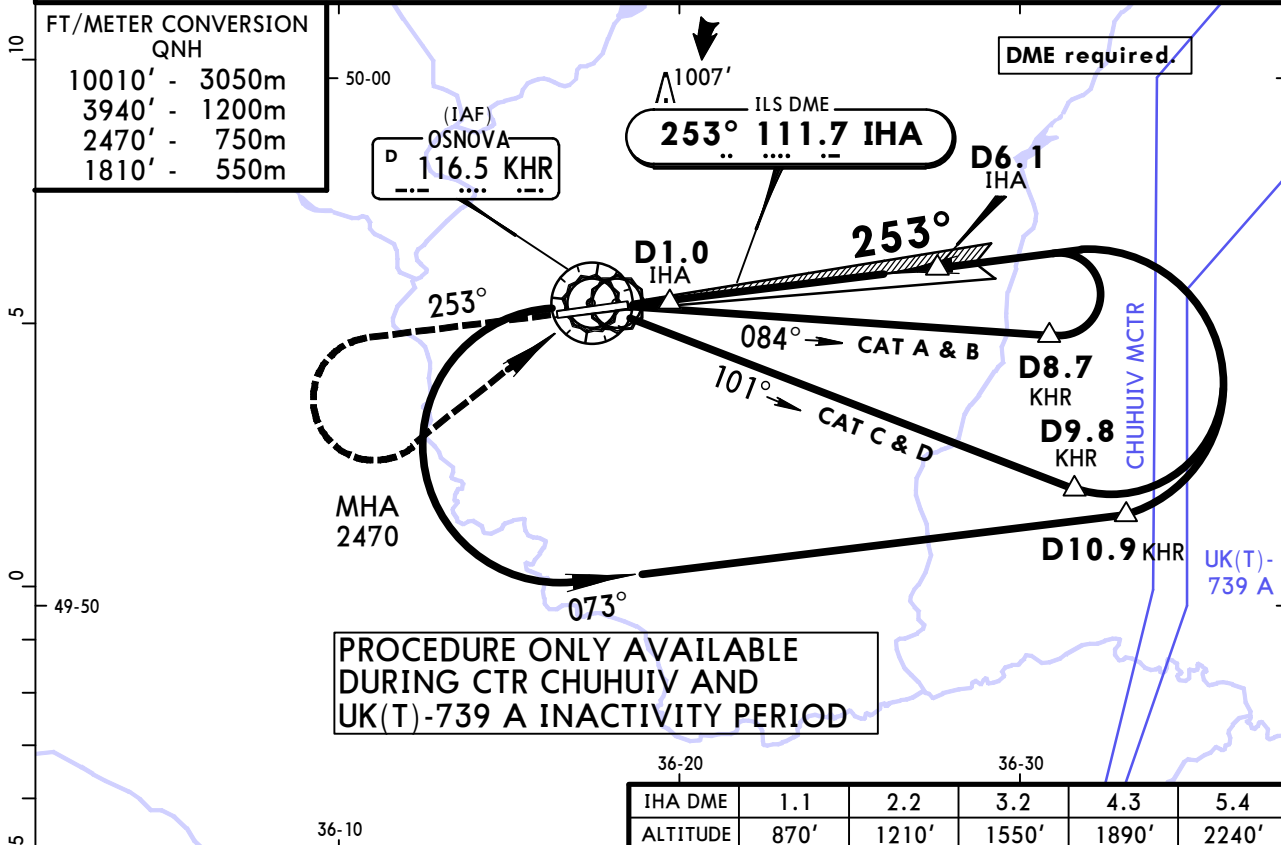 FT/METER CONVERSION
QNH
10010' - 3050m
3940' - 1200m
2470' - 750m
1810' - 550m
10
50-00
1007'
DME required.
(IAF)
OSNOVA
D 116.5 KHR
ILS DME
253° 111.7 IHA
D6.1
IHA
253°
D1.0
IHA
253°
5
084° CAT A & B
D8.7
KHR
101° CAT C & D
D9.8
KHR
CHUHUIV MCTR
MHA
2470
D10.9 KHR
UK(T)-
739 A
0
49-50
073°
PROCEDURE ONLY AVAILABLE
DURING CTR CHUHUIV AND
UK(T)-739 A INACTIVITY PERIOD
36-20
36-30
36-10
5
IHA DME 1.1 2.2 3.2 4.3 5.4
ALTITUDE 870' 1210' 1550' 1890' 2240'